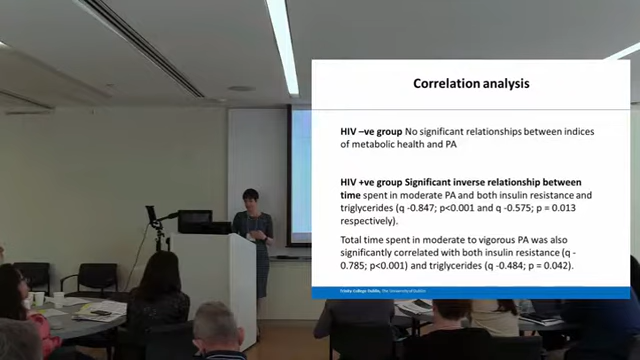 Correlation analysis
HIV –ve group No significant relationships between indices
of metabolic health and PA
HIV +ve group Significant inverse relationship between
time spent in moderate PA and both insulin resistance and
triglycerides (q -0.847; p<0.001 and q -0.575; p = 0.013
respectively).
Total time spent in moderate to vigorous PA was also
significantly correlated with both insulin resistance (q -
0.785; p<0.001) and triglycerides (q -0.484; p = 0.042).
Trinity College Dublin, The University of Dublin